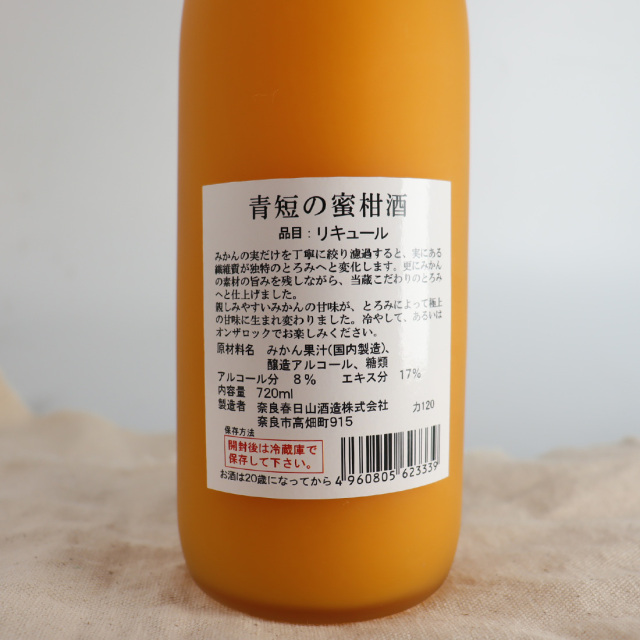 青短の蜜柑酒
品目：リキュール
みかんの実だけを丁寧に絞り濾過すると、実にある
繊維質が独特のとろみへと変化します。更にみかん
の素材の旨みを残しながら、当蔵こだわりのとろみ
へと仕上げました。
親しみやすいみかんの甘味が、とろみによって極上
の甘味に生まれ変わりました。冷やして、あるいは
オンザロックでお楽しみください。
原材料名 みかん果汁(国内製造)、
醸造アルコール、糖類
アルコール分 8% エキス分 17%
内容量 720ml
製造者 奈良春日山酒造株式会社 カ120
奈良市高畑町915
保存方法
開封後は冷蔵庫で
保存して下さい。
お酒は20歳になってから
4 960805 623339